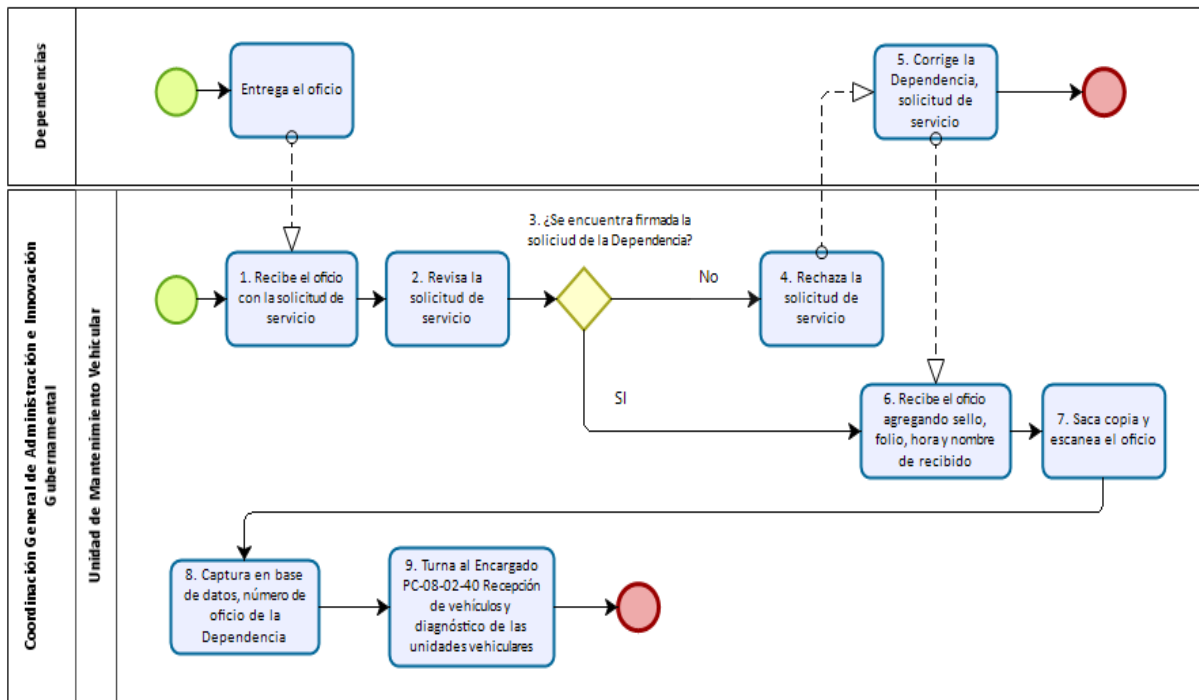 Dependencias
Entrega el oficio
5. Corrige la
Dependencia,
solicitud de
servicio
Coordinación General de Administración e Innovación
Gubernamental
Unidad de Mantenimiento Vehicular
3. ¿Se encuentra firmada la
soliciud de la Dependencia?
1. Recibe el oficio
con la solicitud de
servicio
2. Revisa la
solicitud de
servicio
No
4. Rechaza la
solicitud de
servicio
SI
6. Recibe el oficio
agregando sello,
folio, hora y nombre
de recibido
7. Saca copia y
escanea el oficio
8. Captura en base
de datos, número de
oficio de la
Dependencia
9. Turna al Encargado
PC-08-02-40 Recepción
de vehículos y
diagnóstico de las
unidades vehiculares